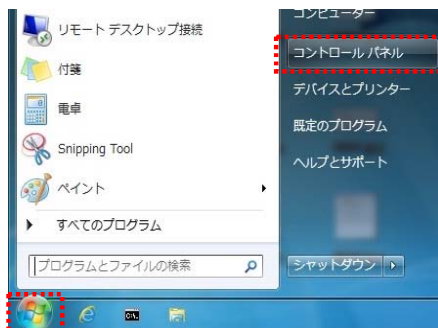 リモート デスクトップ接続
付箋
電卓
Snipping Tool
ペイント
すべてのプログラム
プログラムとファイルの検索
コンピューター
コントロール パネル
デバイスとプリンター
既定のプログラム
ヘルプとサポート
シャットダウン